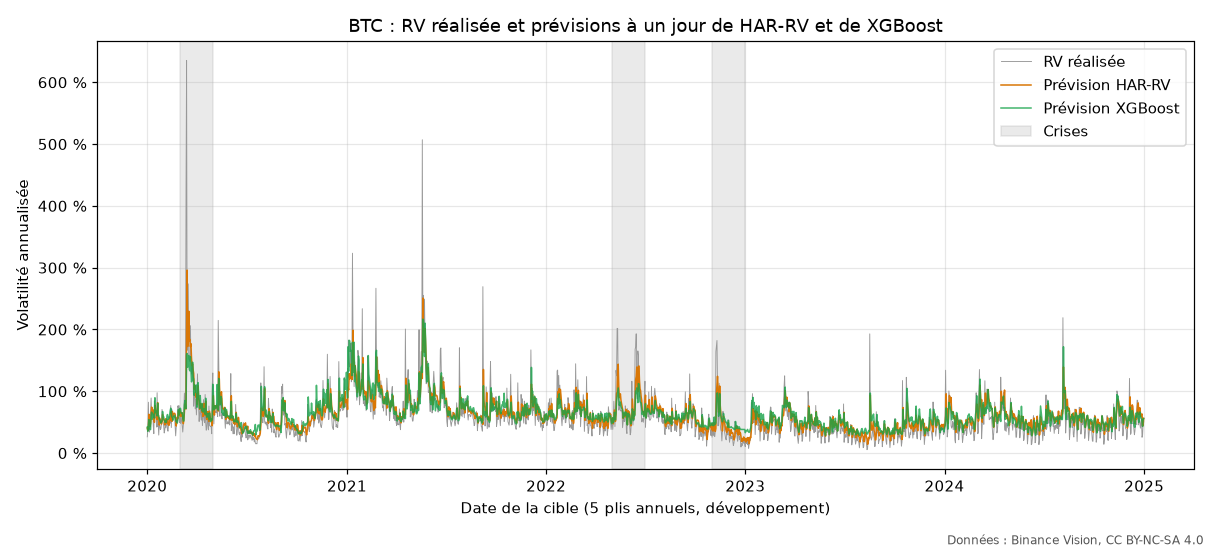 BTC : RV réalisée et prévisions à un jour de HAR-RV et de XGBoost
RV réalisée
Prévision HAR-RV
Prévision XGBoost
Crises
Volatilité annualisée
600 %
500 %
400 %
300 %
200 %
100 %
0 %
2020 2021 2022 2023 2024 2025
Date de la cible (5 plis annuels, développement)
Données : Binance Vision, CC BY-NC-SA 4.0